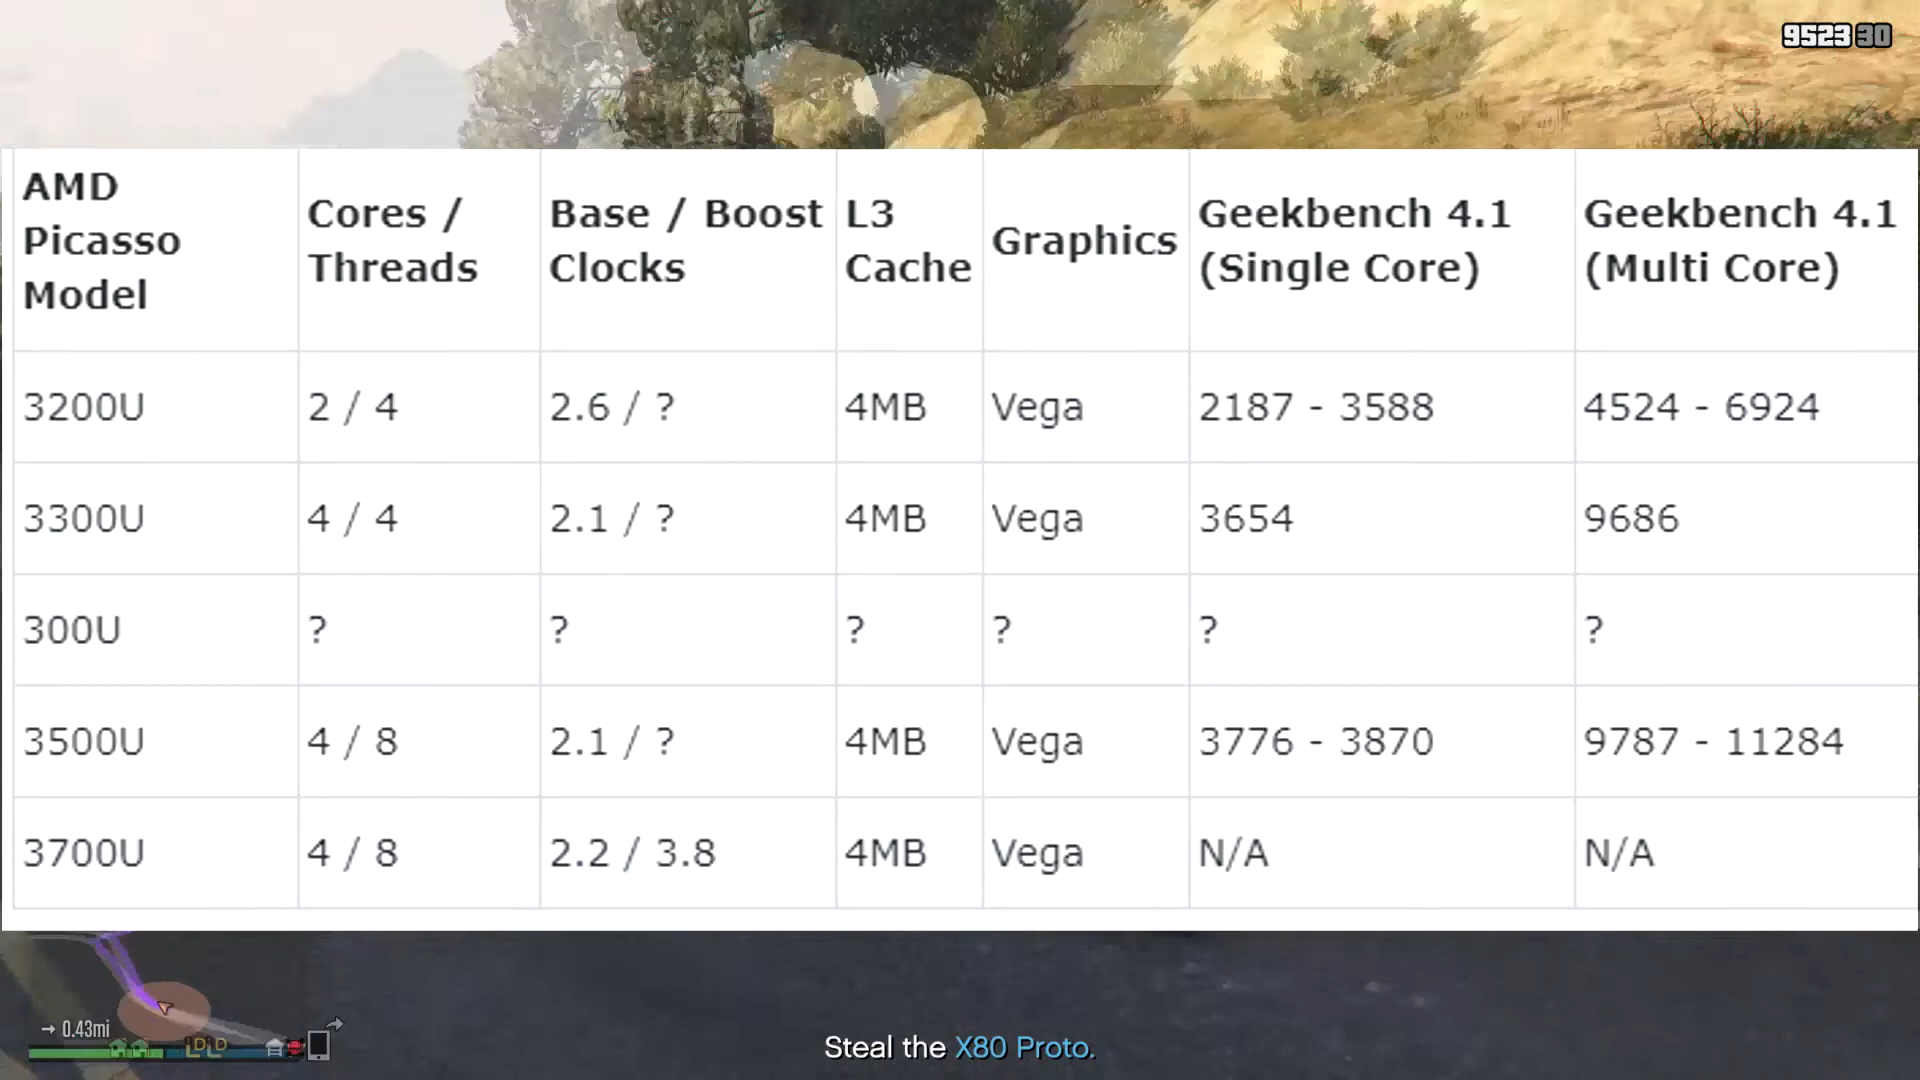 9523 30
AMD Picasso Model
Cores / Threads
Base / Boost Clocks
L3 Cache
Graphics
Geekbench 4.1 (Single Core)
Geekbench 4.1 (Multi Core)
3200U 2 / 4 2.6 / ? 4MB Vega 2187 - 3588 4524 - 6924
3300U 4 / 4 2.1 / ? 4MB Vega 3654 9686
300U ? ? ? ? ? ?
3500U 4 / 8 2.1 / ? 4MB Vega 3776 - 3870 9787 - 11284
3700U 4 / 8 2.2 / 3.8 4MB Vega N/A N/A
0.43mi
LD LD
Steal the X80 Proto.